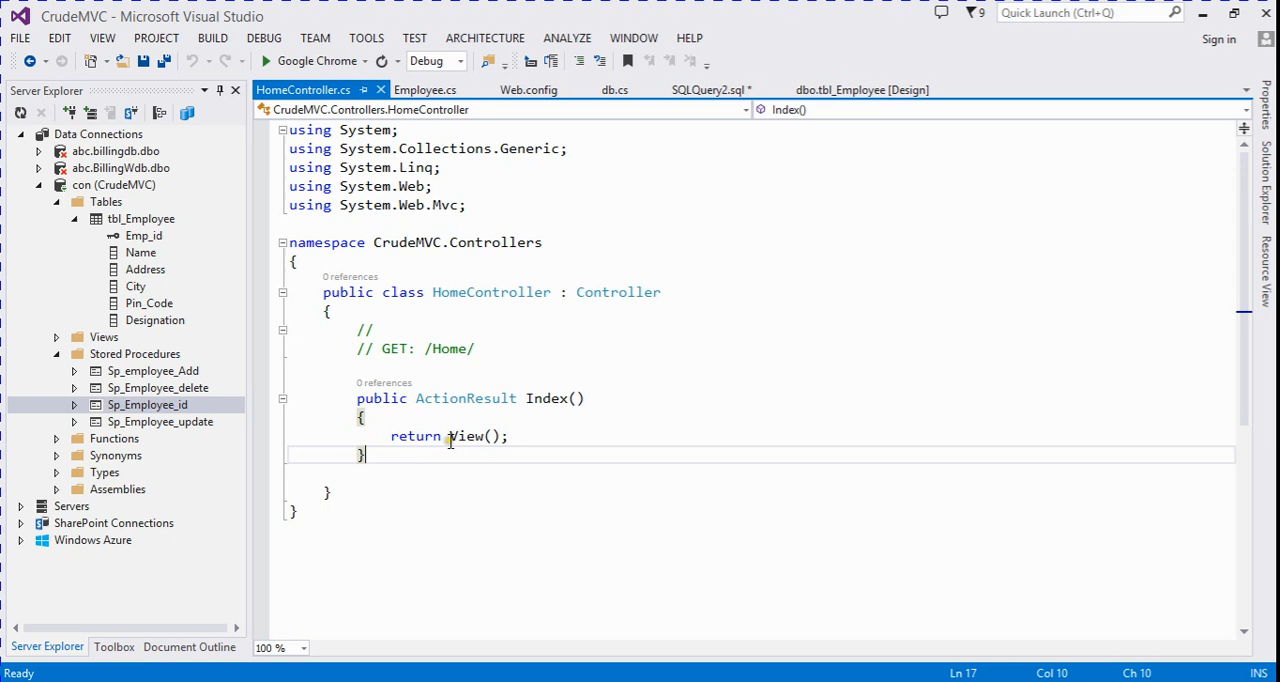 CrudeMVC - Microsoft Visual Studio
9
Quick Launch (Ctrl+Q)
FILE EDIT VIEW PROJECT BUILD DEBUG TEAM TOOLS TEST ARCHITECTURE ANALYZE WINDOW HELP
Sign in
Google Chrome
Debug
Server Explorer
HomeController.cs Employee.cs Web.config db.cs SQLQuery2.sql * dbo.tbl_Employee [Design]
CrudeMVC.Controllers.HomeController
Index()
Data Connections
abc.billingdb.dbo
abc.BillingWdb.dbo
con (CrudeMVC)
Tables
tbl_Employee
Emp_id
Name
Address
City
Pin_Code
Designation
Views
Stored Procedures
Sp_employee_Add
Sp_Employee_delete
Sp_Employee_id
Sp_Employee_update
Functions
Synonyms
Types
Assemblies
Servers
SharePoint Connections
Windows Azure
Server Explorer Toolbox Document Outline
using System;
using System.Collections.Generic;
using System.Linq;
using System.Web;
using System.Web.Mvc;
namespace CrudeMVC.Controllers
{
0 references
public class HomeController : Controller
{
//
// GET: /Home/
0 references
public ActionResult Index()
{
return View();
}
}
}
100 %
Properties
Solution Explorer
Resource View
Ready
Ln 17 Col 10 Ch 10 INS